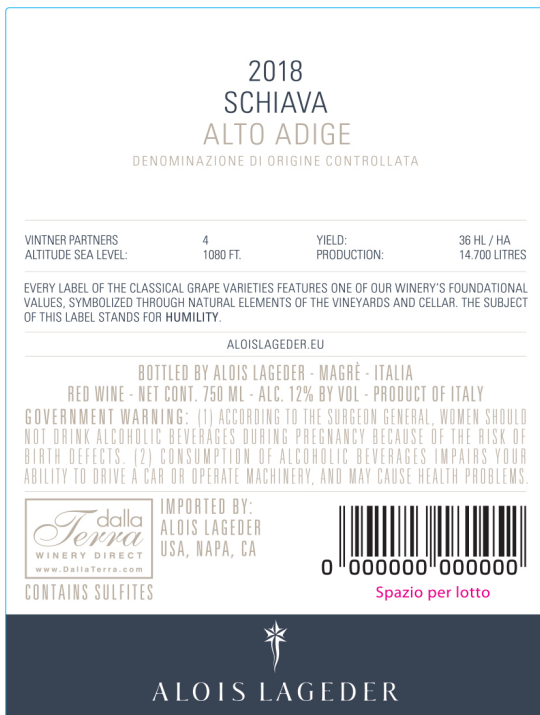 2018
SCHIAVA
ALTO ADIGE
DENOMINAZIONE DI ORIGINE CONTROLLATA
VINTNER PARTNERS 4 YIELD: 36 HL / HA
ALTITUDE SEA LEVEL: 1080 FT. PRODUCTION: 14.700 LITRES
EVERY LABEL OF THE CLASSICAL GRAPE VARIETIES FEATURES ONE OF OUR WINERY'S FOUNDATIONAL
VALUES, SYMBOLIZED THROUGH NATURAL ELEMENTS OF THE VINEYARDS AND CELLAR. THE SUBJECT
OF THIS LABEL STANDS FOR HUMILITY.
ALOISLAGEDER.EU
BOTTLED BY ALOIS LAGEDER - MAGRÈ - ITALIA
RED WINE - NET CONT. 750 ML - ALC. 12% BY VOL - PRODUCT OF ITALY
GOVERNMENT WARNING: (1) ACCORDING TO THE SURGEON GENERAL, WOMEN SHOULD
NOT DRINK ALCOHOLIC BEVERAGES DURING PREGNANCY BECAUSE OF THE RISK OF
BIRTH DEFECTS. (2) CONSUMPTION OF ALCOHOLIC BEVERAGES IMPAIRS YOUR
ABILITY TO DRIVE A CAR OR OPERATE MACHINERY, AND MAY CAUSE HEALTH PROBLEMS.
dalla
Terra
WINERY DIRECT
www.DallaTerra.com
CONTAINS SULFITES
IMPORTED BY:
ALOIS LAGEDER
USA, NAPA, CA
0 000000 000000
Spazio per lotto
ALOIS LAGEDER